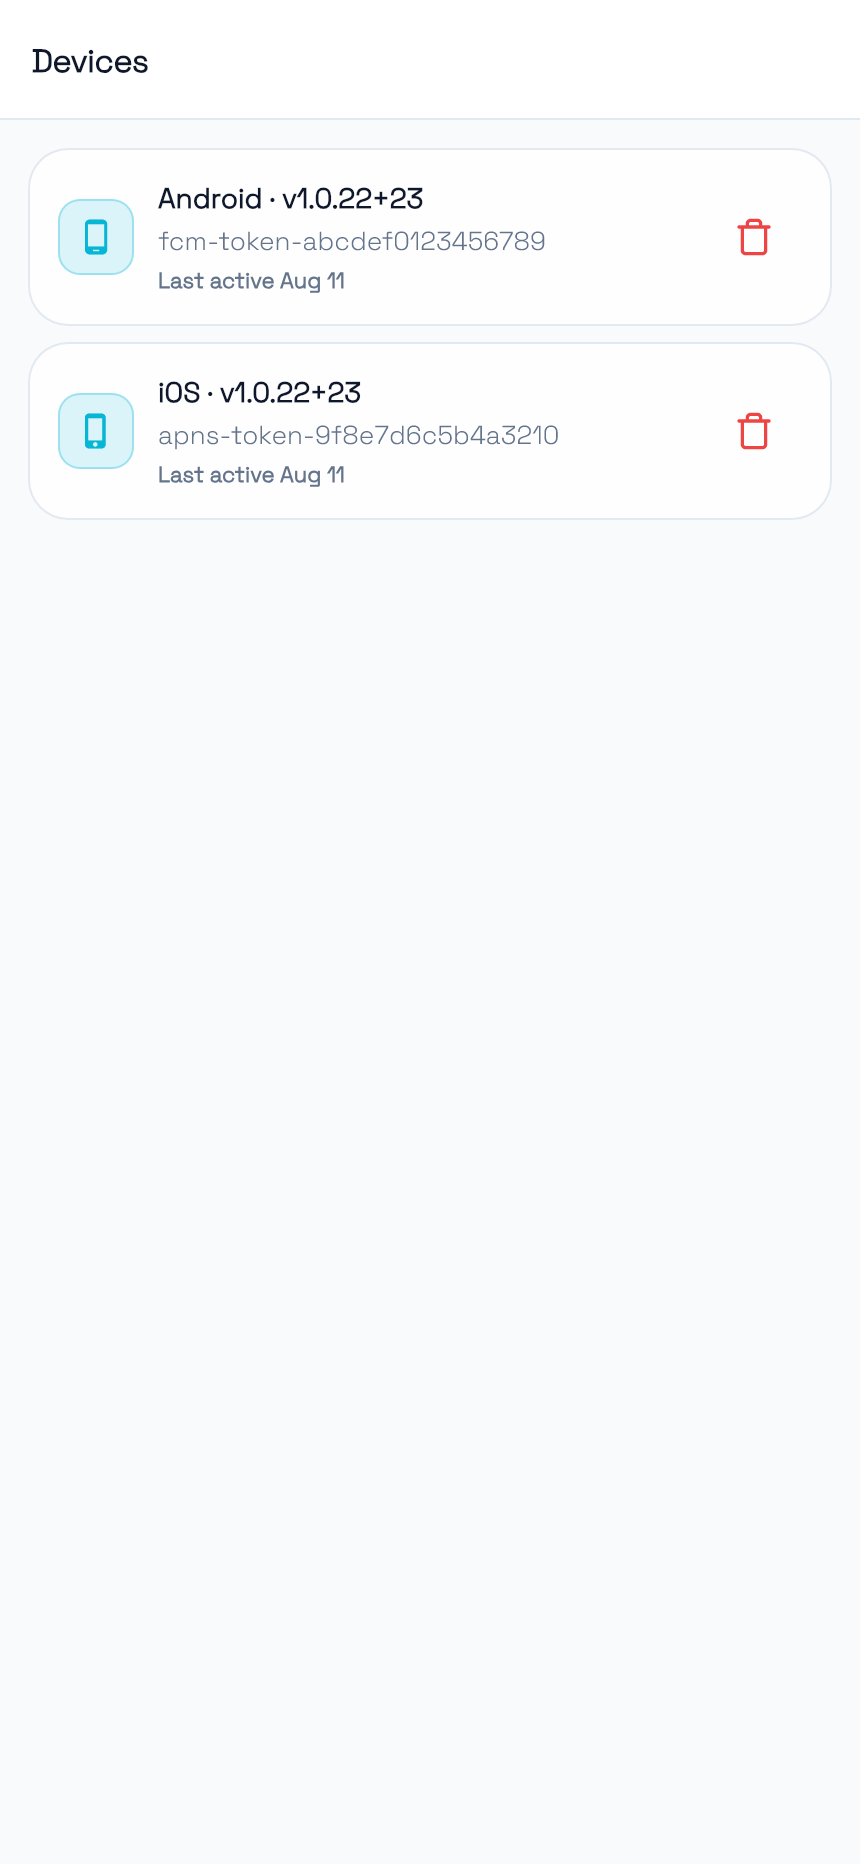 Devices
Android · v1.0.22+23
fcm-token-abcdef0123456789
Last active Aug 11
iOS · v1.0.22+23
apns-token-9f8e7d6c5b4a3210
Last active Aug 11